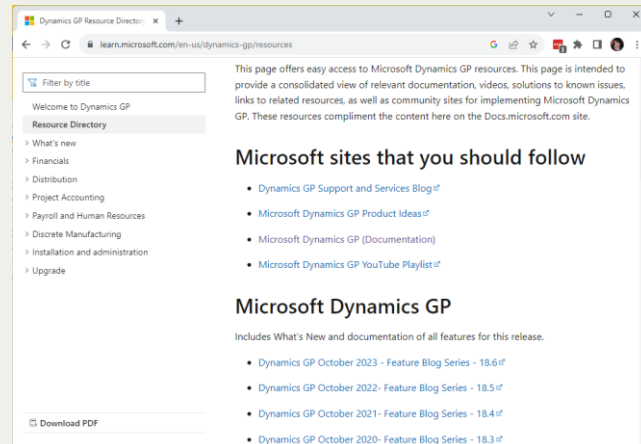 Dynamics GP Resource Directory
learn.microsoft.com/en-us/dynamics-gp/resources
Filter by title
Welcome to Dynamics GP
Resource Directory
What's new
Financials
Distribution
Project Accounting
Payroll and Human Resources
Discrete Manufacturing
Installation and administration
Upgrade
Download PDF
This page offers easy access to Microsoft Dynamics GP resources. This page is intended to
provide a consolidated view of relevant documentation, videos, solutions to known issues,
links to related resources, as well as community sites for implementing Microsoft Dynamics
GP. These resources compliment the content here on the Docs.microsoft.com site.
Microsoft sites that you should follow
Dynamics GP Support and Services Blog
Microsoft Dynamics GP Product Ideas
Microsoft Dynamics GP (Documentation)
Microsoft Dynamics GP YouTube Playlist
Microsoft Dynamics GP
Includes What's New and documentation of all features for this release.
Dynamics GP October 2023 - Feature Blog Series - 18.6
Dynamics GP October 2022- Feature Blog Series - 18.5
Dynamics GP October 2021- Feature Blog Series - 18.4
Dynamics GP October 2020- Feature Blog Series - 18.3